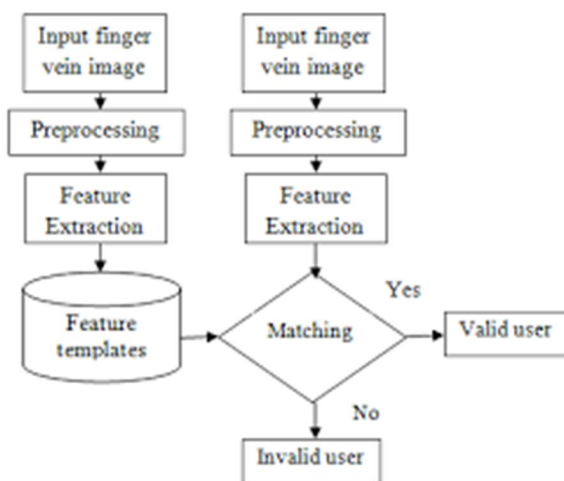 Input finger
vein image
Preprocessing
Feature
Extraction
Feature
templates
Input finger
vein image
Preprocessing
Feature
Extraction
Matching
Yes
Valid user
No
Invalid user